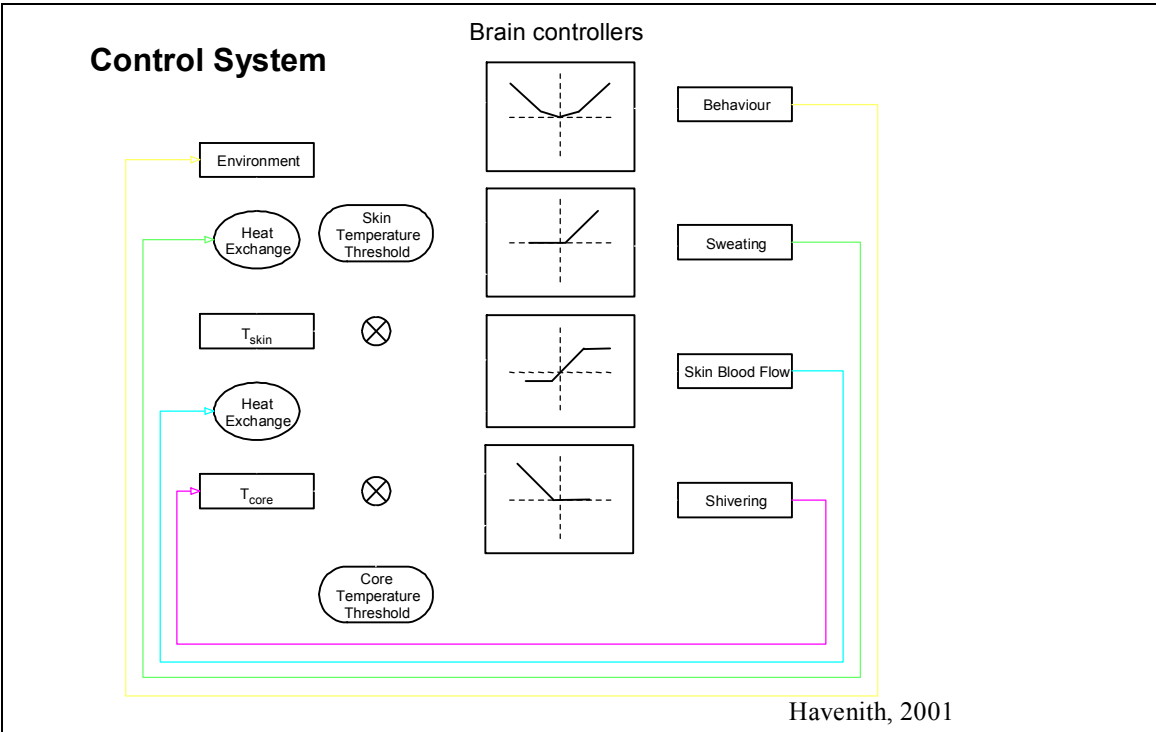 Control System
Brain controllers
Behaviour
Environment
Skin
Temperature
Threshold
Heat
Exchange
Sweating
Tskin
Skin Blood Flow
Heat
Exchange
Tcore
Shivering
Core
Temperature
Threshold
Havenith, 2001